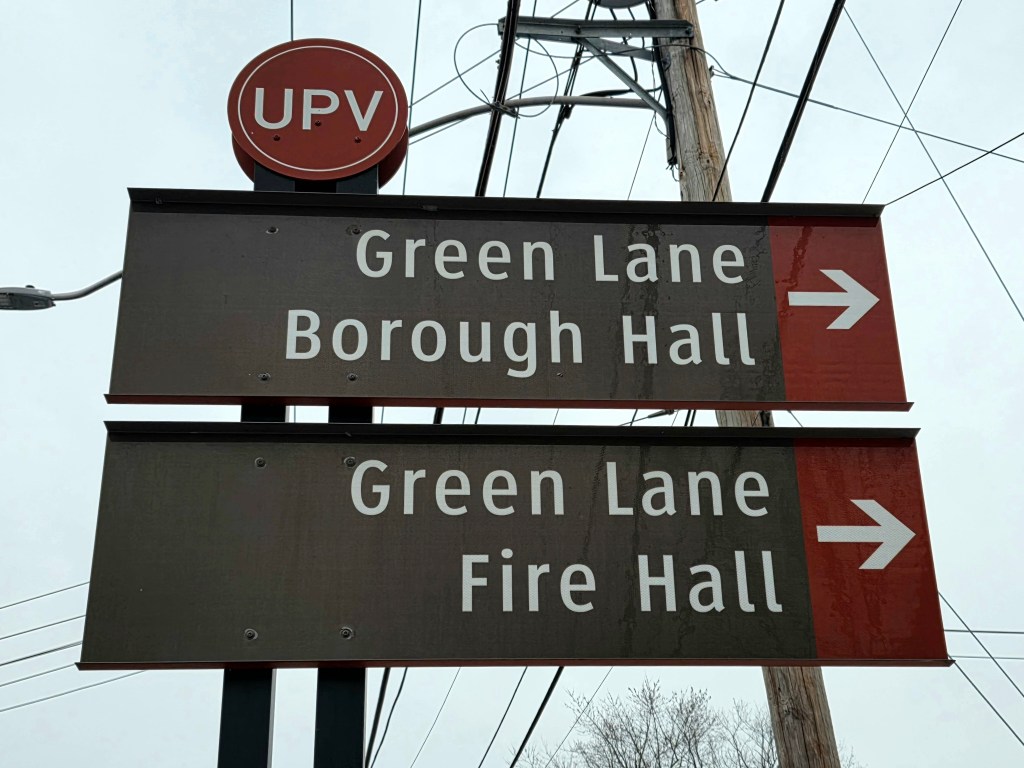 UPV
Green Lane
Borough Hall
Green Lane
Fire Hall